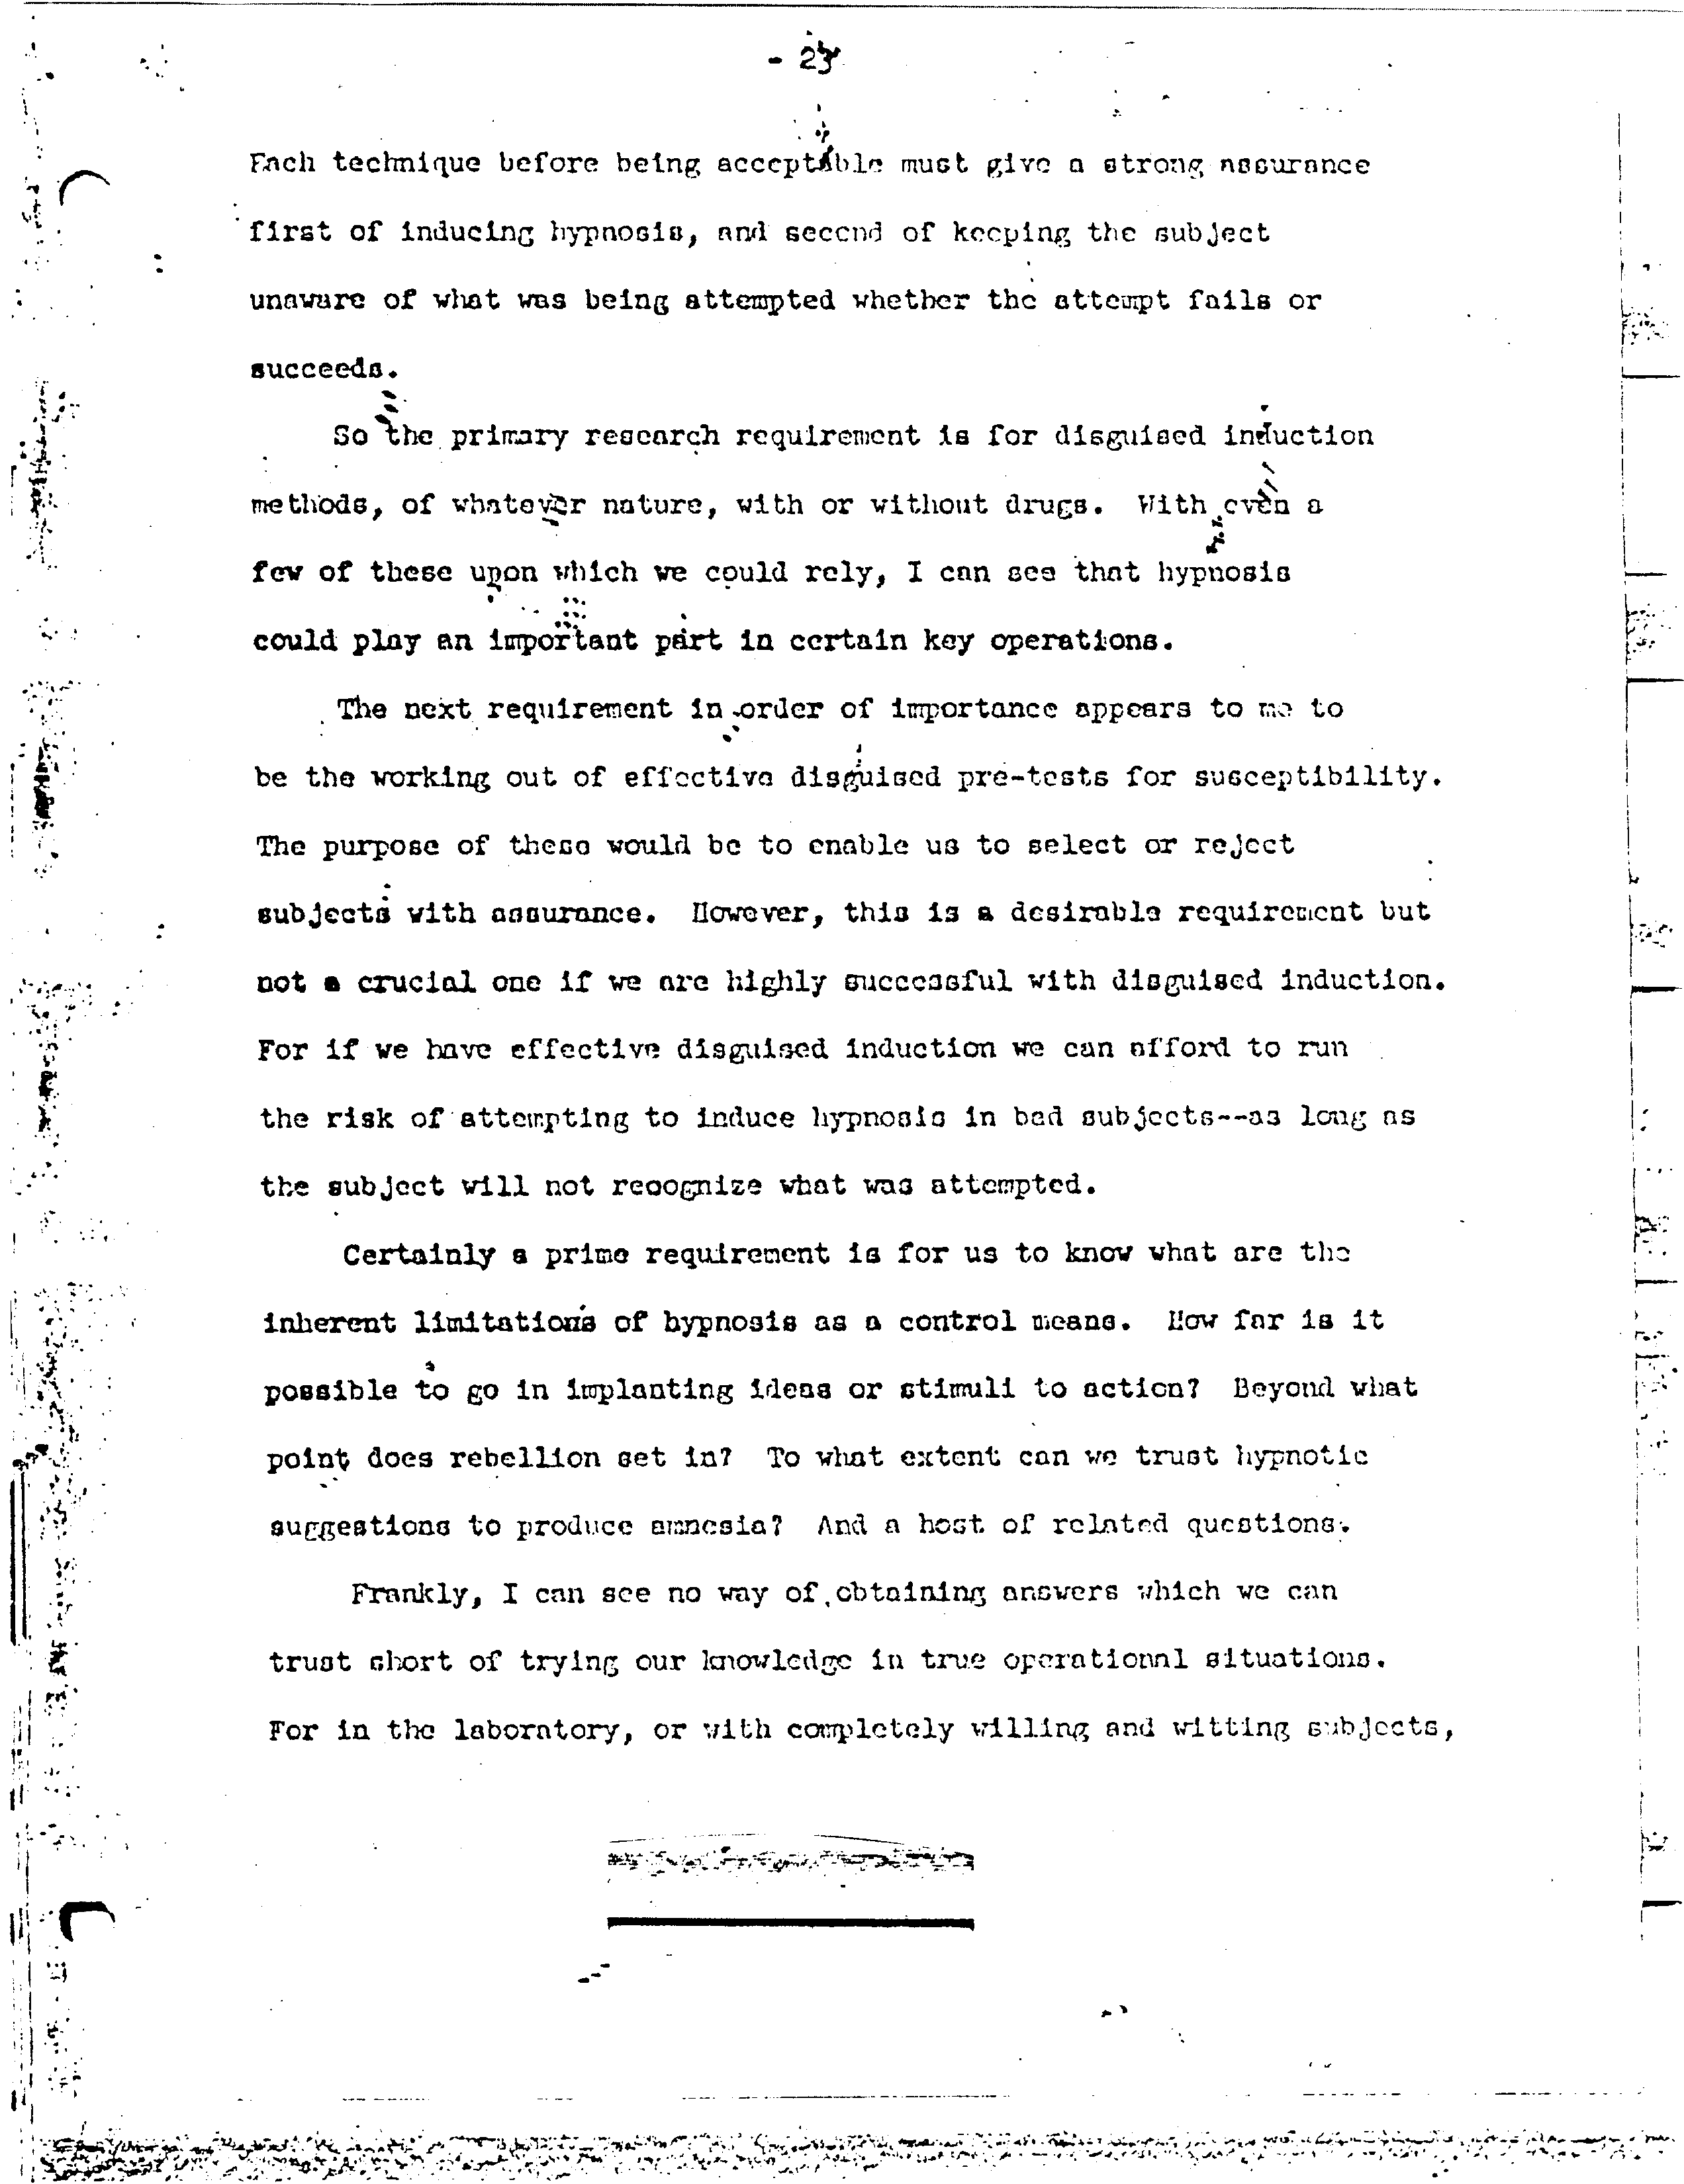 - 23
Each technique before being acceptable must give a strong assurance
first of inducing hypnosis, and second of keeping the subject
unaware of what was being attempted whether the attempt fails or
succeeds.
So the primary research requirement is for disguised induction
methods, of whatever nature, with or without drugs. With even a
few of these upon which we could rely, I can see that hypnosis
could play an important part in certain key operations.
The next requirement in order of importance appears to me to
be the working out of effective disguised pre-tests for susceptibility.
The purpose of these would be to enable us to select or reject
subjects with assurance. However, this is a desirable requirement but
not a crucial one if we are highly successful with disguised induction.
For if we have effective disguised induction we can afford to run
the risk of attempting to induce hypnosis in bad subjects--as long as
the subject will not recognize what was attempted.
Certainly a prime requirement is for us to know what are the
inherent limitations of hypnosis as a control means. How far is it
possible to go in implanting ideas or stimuli to action? Beyond what
point does rebellion set in? To what extent can we trust hypnotic
suggestions to produce amnesia? And a host of related questions.
Frankly, I can see no way of obtaining answers which we can
trust short of trying our knowledge in true operational situations.
For in the laboratory, or with completely willing and witting subjects,